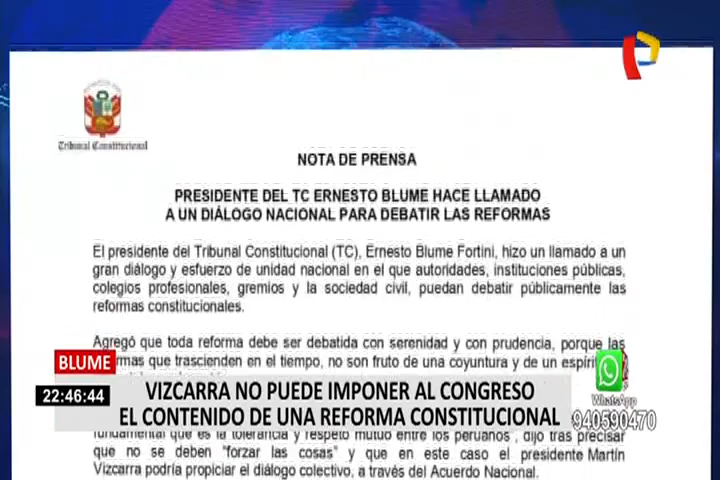 Tribunal Constitucional
NOTA DE PRENSA
PRESIDENTE DEL TC ERNESTO BLUME HACE LLAMADO
A UN DIÁLOGO NACIONAL PARA DEBATIR LAS REFORMAS
El presidente del Tribunal Constitucional (TC), Ernesto Blume Fortini, hizo un llamado a un
gran diálogo y esfuerzo de unidad nacional en el que autoridades, instituciones públicas,
colegios profesionales, gremios y la sociedad civil, puedan debatir públicamente las
reformas constitucionales.
Agregó que toda reforma debe ser debatida con serenidad y con prudencia, porque las
rmas que trascienden en el tiempo, no son fruto de una coyuntura y de un espírit
BLUME
22:46:44
VIZCARRA NO PUEDE IMPONER AL CONGRESO
EL CONTENIDO DE UNA REFORMA CONSTITUCIONAL
WhatsApp
940590470
fundamental que es la tolerancia y respeto mutuo entre los peruanos", dijo tras precisar
que no se deben "forzar las cosas" y que en este caso el presidente Martín
Vizcarra podría propiciar el diálogo colectivo, a través del Acuerdo Nacional.